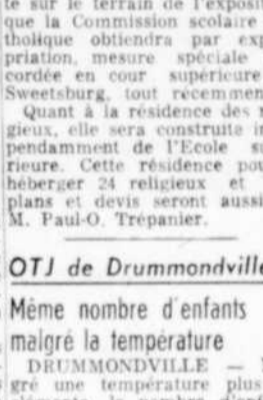 te sur le terrain de l'exposit
que la Commission scolaire
tholique obtiendra par exp
priation, mesure spéciale
cordée en cour supérieure
Sweetsburg, tout récemmen
Quant à la résidence des r
gieux, elle sera construite in
pendamment de l'Ecole su
rieure. Cette résidence pou
héberger 24 religieux et
plans et devis seront aussi
M. Paul-O. Trépanier.
OTJ de Drummondville
Même nombre d'enfants
malgré la température
DRUMMONDVILLE —
gré une température plus